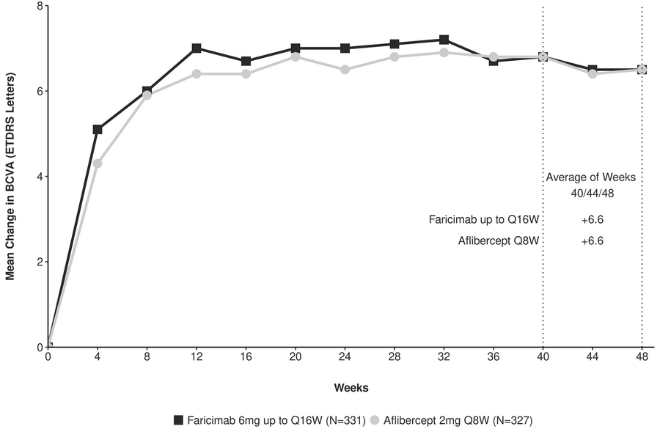 Mean Change in BCVA (ETDRS Letters)
8
6
4
2
0
Average of Weeks
40/44/48
Faricimab up to Q16W +6.6
Aflibercept Q8W +6.6
0 4 8 12 16 20 24 28 32 36 40 44 48
Weeks
Faricimab 6mg up to Q16W (N=331) Aflibercept 2mg Q8W (N=327)